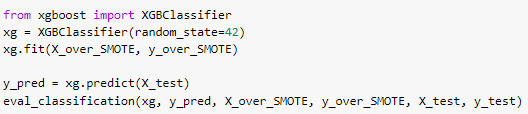 from xgboost import XGBClassifier
xg = XGBClassifier(random_state=42)
xg.fit(X_over_SMOTE, y_over_SMOTE)
y_pred = xg.predict(X_test)
eval_classification(xg, y_pred, X_over_SMOTE, y_over_SMOTE, X_test, y_test)